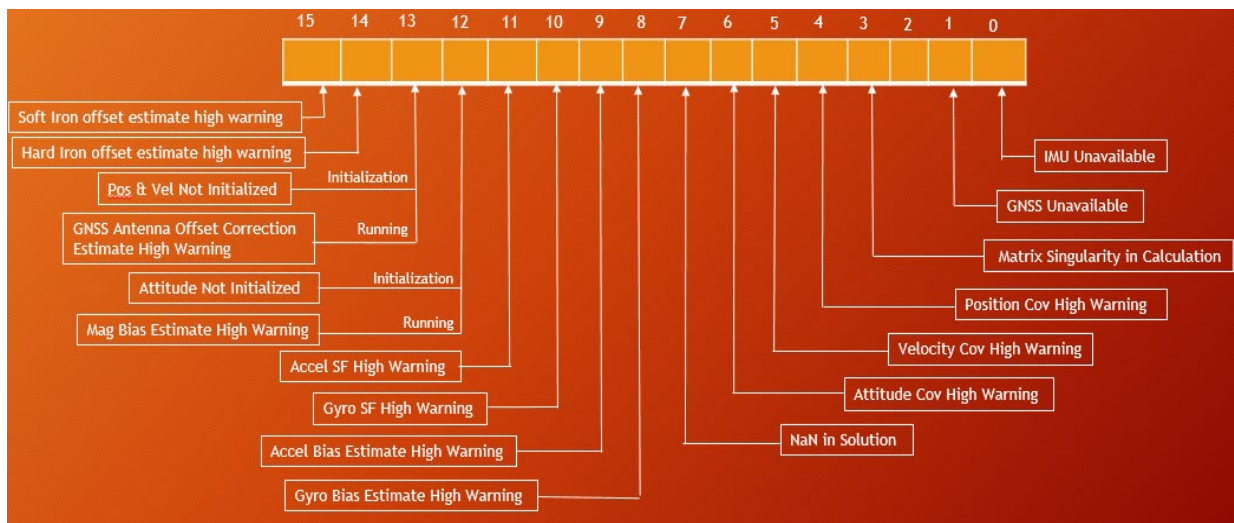 15 14 13 12 11 10 9 8 7 6 5 4 3 2 1 0
Soft Iron offset estimate high warning
Hard Iron offset estimate high warning
IMU Unavailable
Initialization
Pos & Vel Not Initialized
GNSS Unavailable
GNSS Antenna Offset Correction
Estimate High Warning
Running
Matrix Singularity in Calculation
Initialization
Attitude Not Initialized
Position Cov High Warning
Running
Mag Bias Estimate High Warning
Velocity Cov High Warning
Accel SF High Warning
Attitude Cov High Warning
Gyro SF High Warning
NaN in Solution
Accel Bias Estimate High Warning
Gyro Bias Estimate High Warning